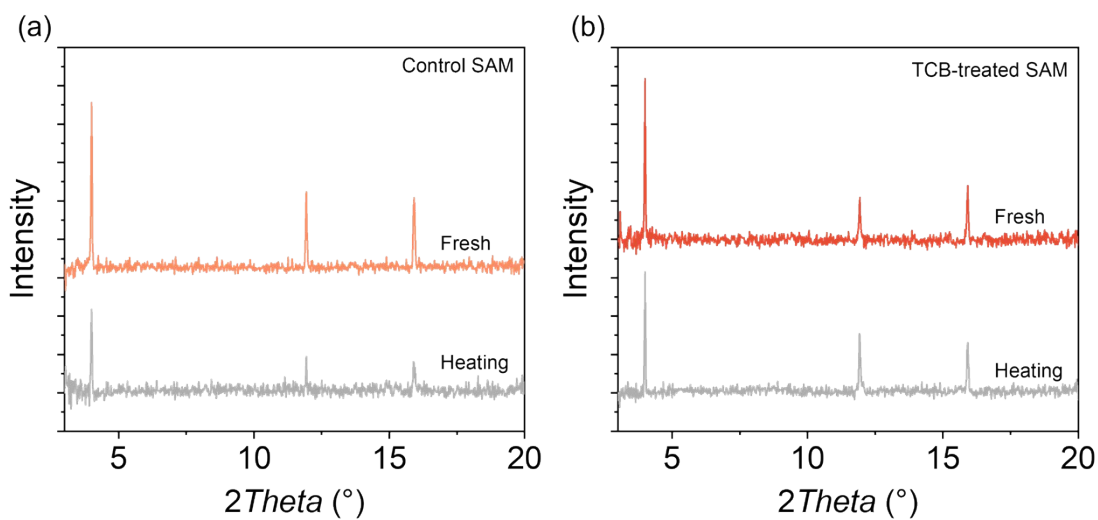 (a)
Control SAM
Fresh
Heating
Intensity
5 10 15 20
2Theta (°)
(b)
TCB-treated SAM
Fresh
Heating
Intensity
5 10 15 20
2Theta (°)